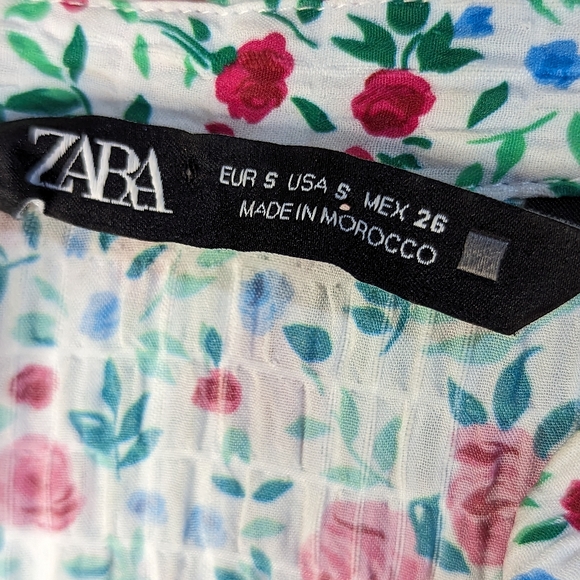 ZARA
EUR S USA S MEX 26
MADE IN MOROCCO